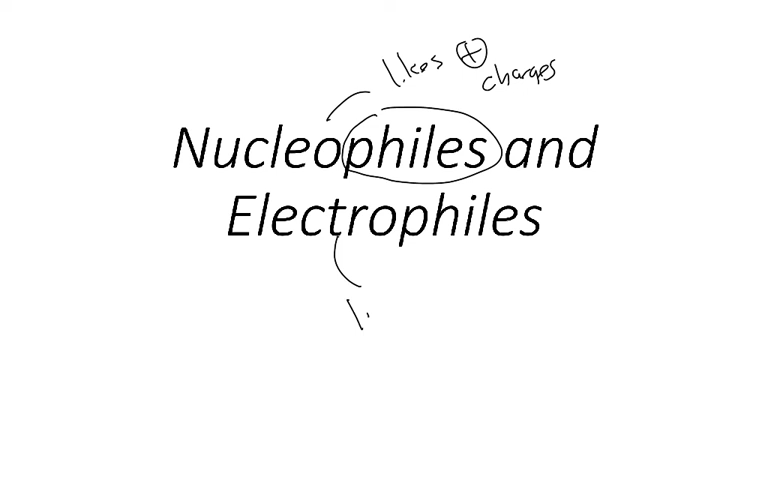 likes ⊕
charges
Nucleophiles and
Electrophiles